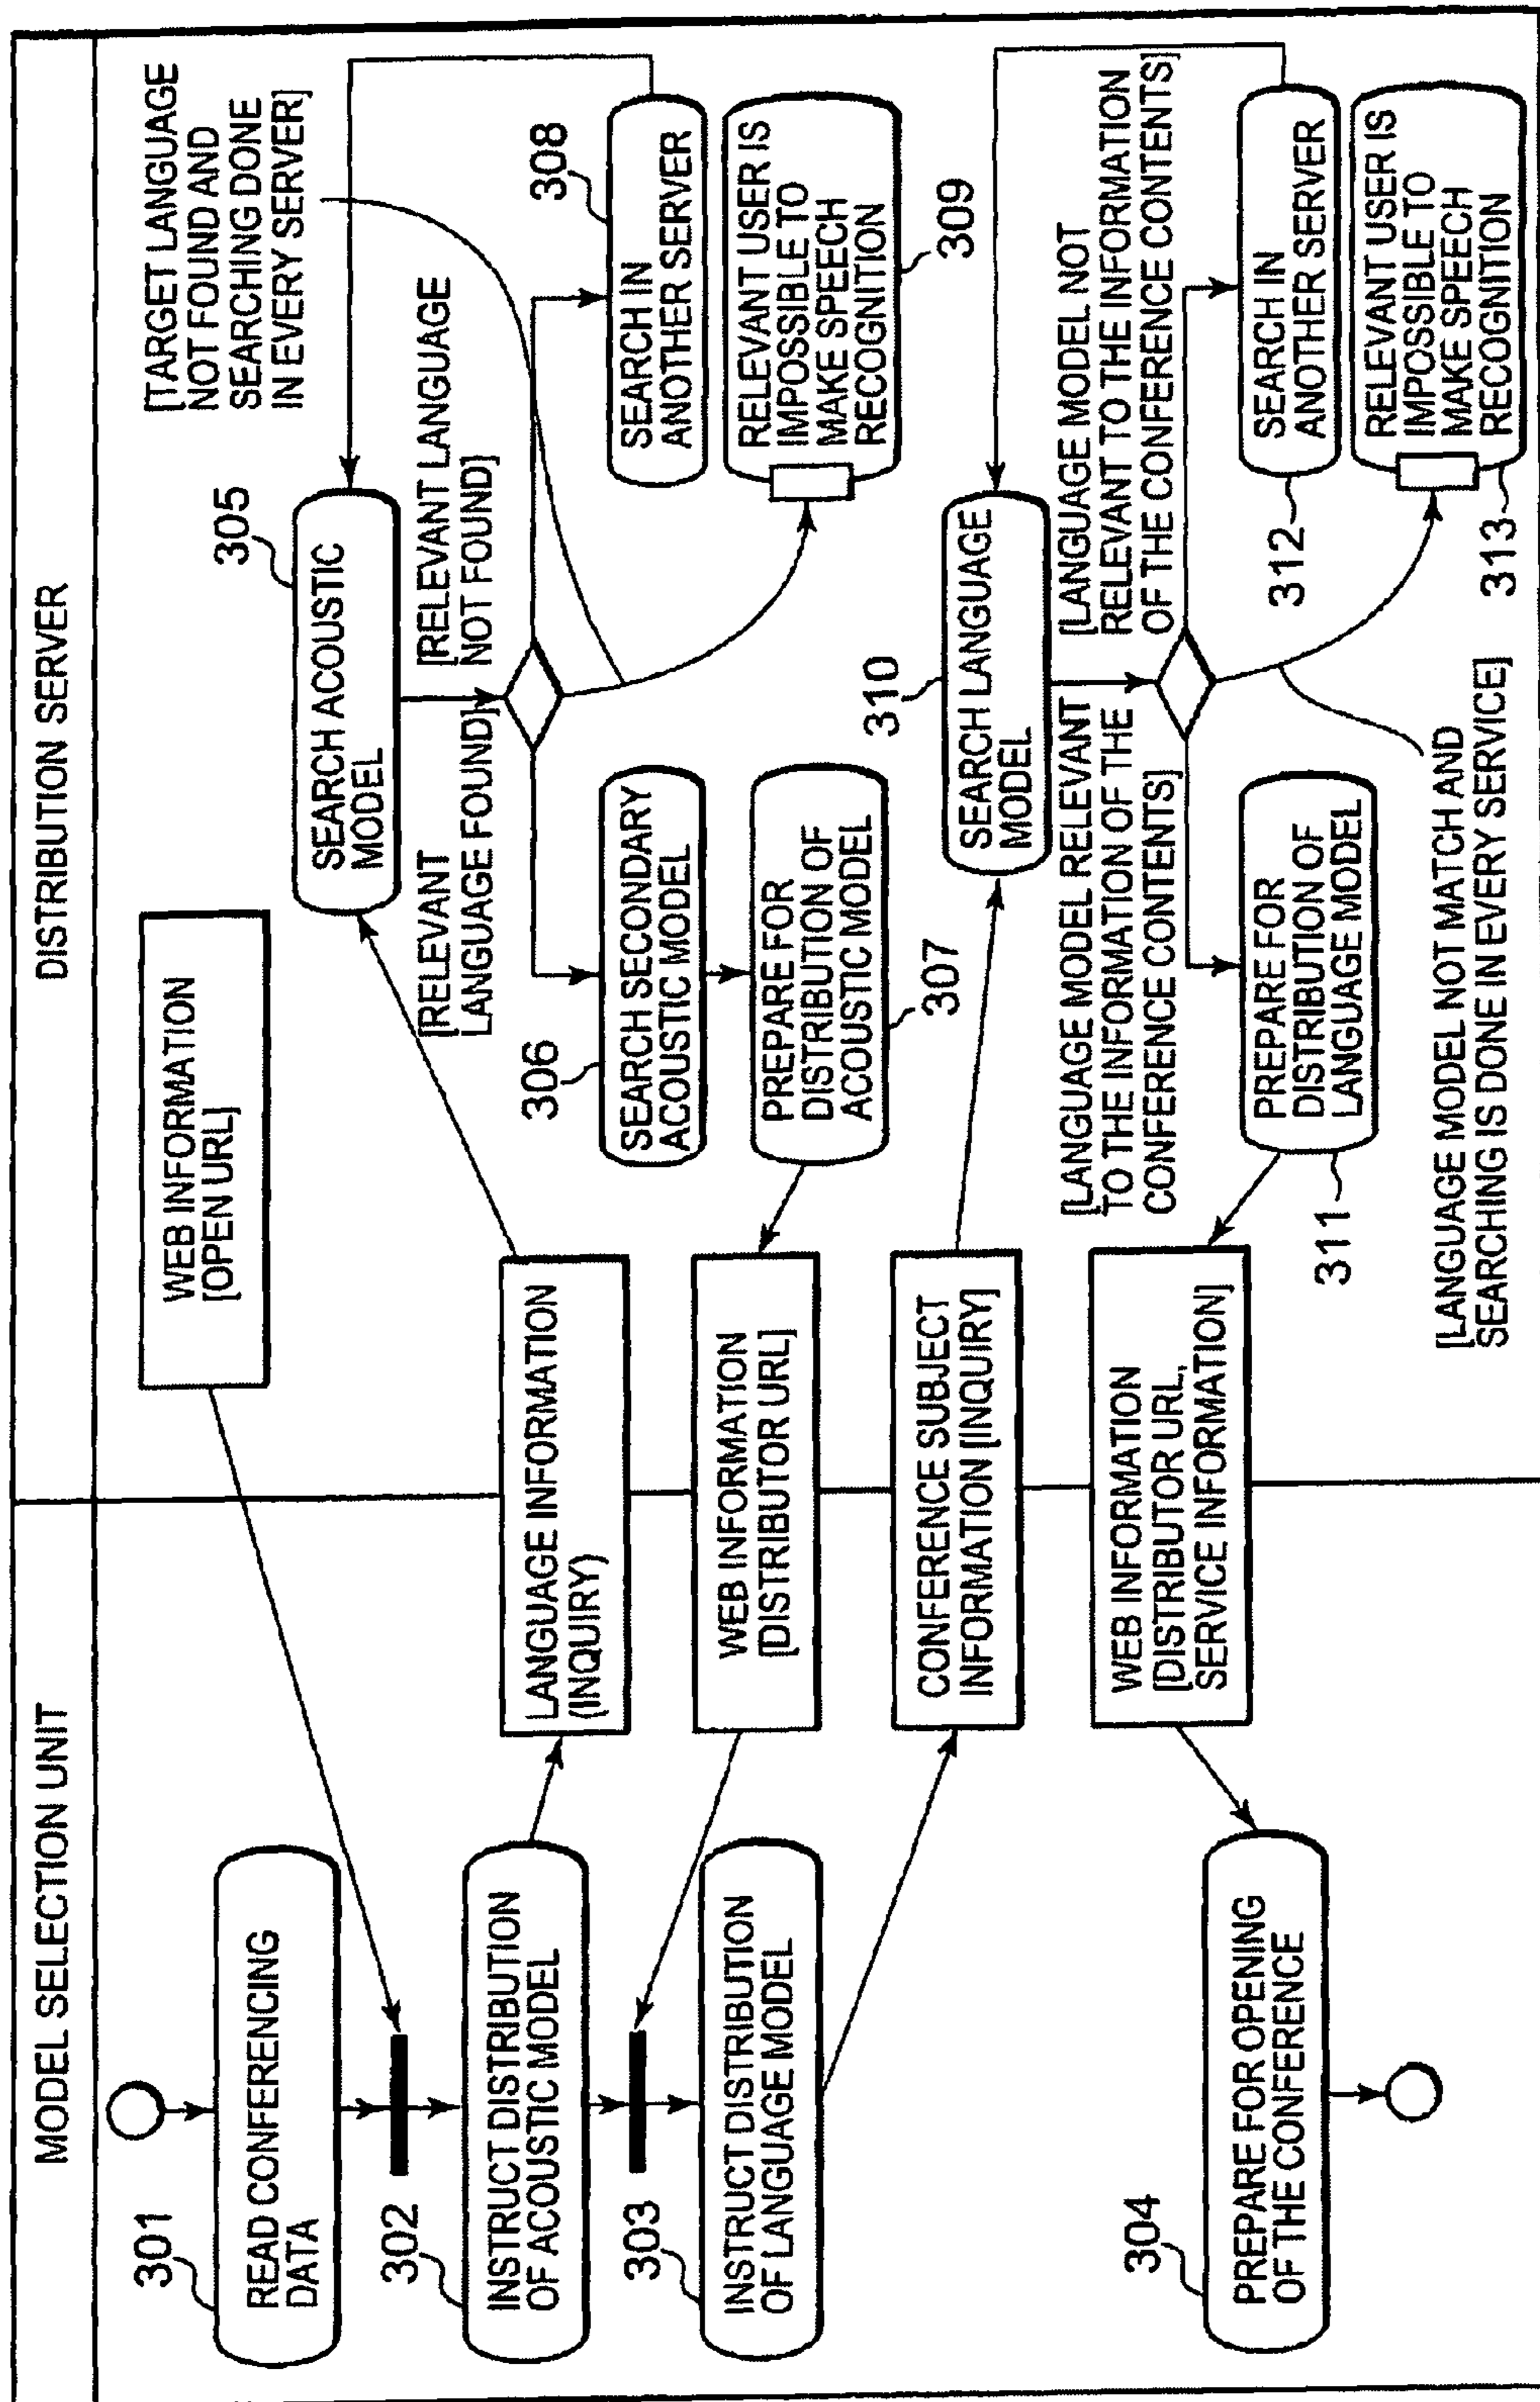 MODEL SELECTION UNIT
DISTRIBUTION SERVER
301
READ CONFERENCING
DATA
302
INSTRUCT DISTRIBUTION
OF ACOUSTIC MODEL
303
INSTRUCT DISTRIBUTION
OF LANGUAGE MODEL
304
PREPARE FOR OPENING
OF THE CONFERENCE
WEB INFORMATION
[OPEN URL]
LANGUAGE INFORMATION
(INQUIRY)
WEB INFORMATION
[DISTRIBUTOR URL]
CONFERENCE SUBJECT
INFORMATION [INQUIRY]
WEB INFORMATION
[DISTRIBUTOR URL,
SERVICE INFORMATION]
305
SEARCH ACOUSTIC
MODEL
[TARGET LANGUAGE
NOT FOUND AND
SEARCHING DONE
IN EVERY SERVER]
[RELEVANT
LANGUAGE FOUND]
[RELEVANT LANGUAGE
NOT FOUND]
306
SEARCH SECONDARY
ACOUSTIC MODEL
PREPARE FOR
DISTRIBUTION OF
ACOUSTIC MODEL
307
308
SEARCH IN
ANOTHER SERVER
RELEVANT USER IS
IMPOSSIBLE TO
MAKE SPEECH
RECOGNITION
309
310
SEARCH LANGUAGE
MODEL
[LANGUAGE MODEL RELEVANT
TO THE INFORMATION OF THE
CONFERENCE CONTENTS]
[LANGUAGE MODEL NOT
RELEVANT TO THE INFORMATION
OF THE CONFERENCE CONTENTS]
PREPARE FOR
DISTRIBUTION OF
LANGUAGE MODEL
311
SEARCH IN
ANOTHER SERVER
312
RELEVANT USER IS
IMPOSSIBLE TO
MAKE SPEECH
RECOGNITION
313
[LANGUAGE MODEL NOT MATCH AND
SEARCHING IS DONE IN EVERY SERVICE]